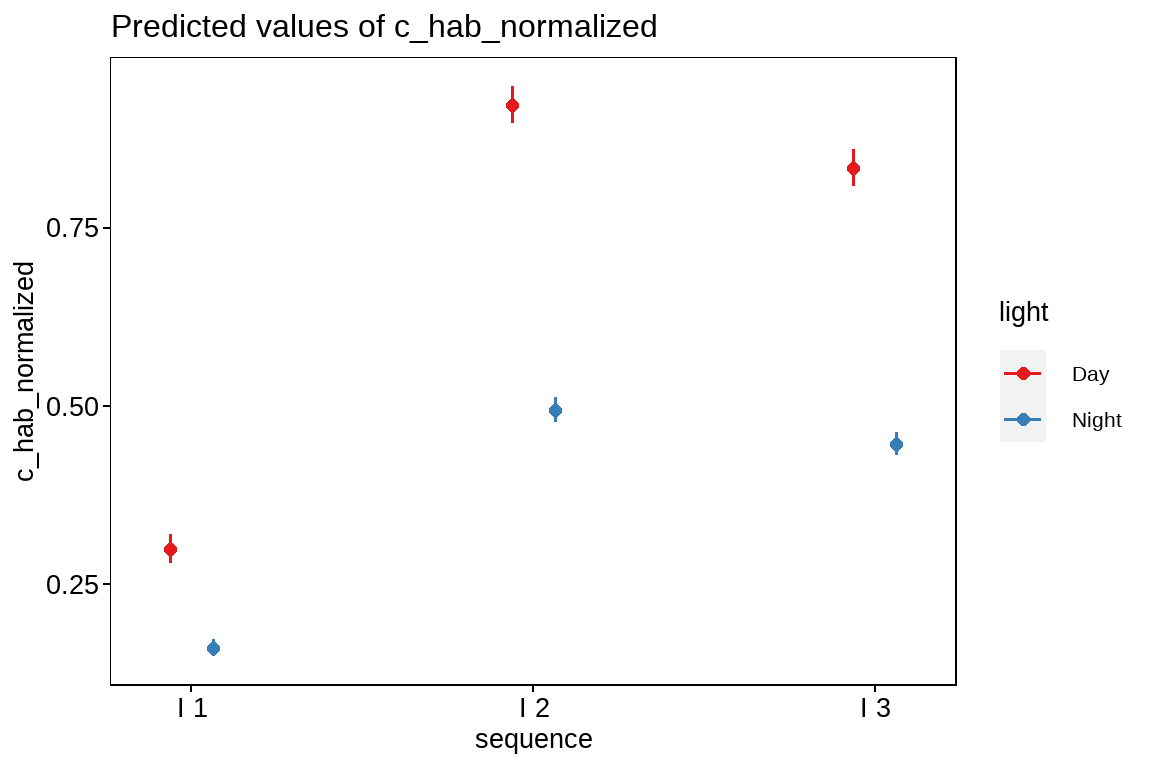 Predicted values of c_hab_normalized
c_hab_normalized
0.75
0.50
0.25
I 1
I 2
I 3
sequence
light
Day
Night